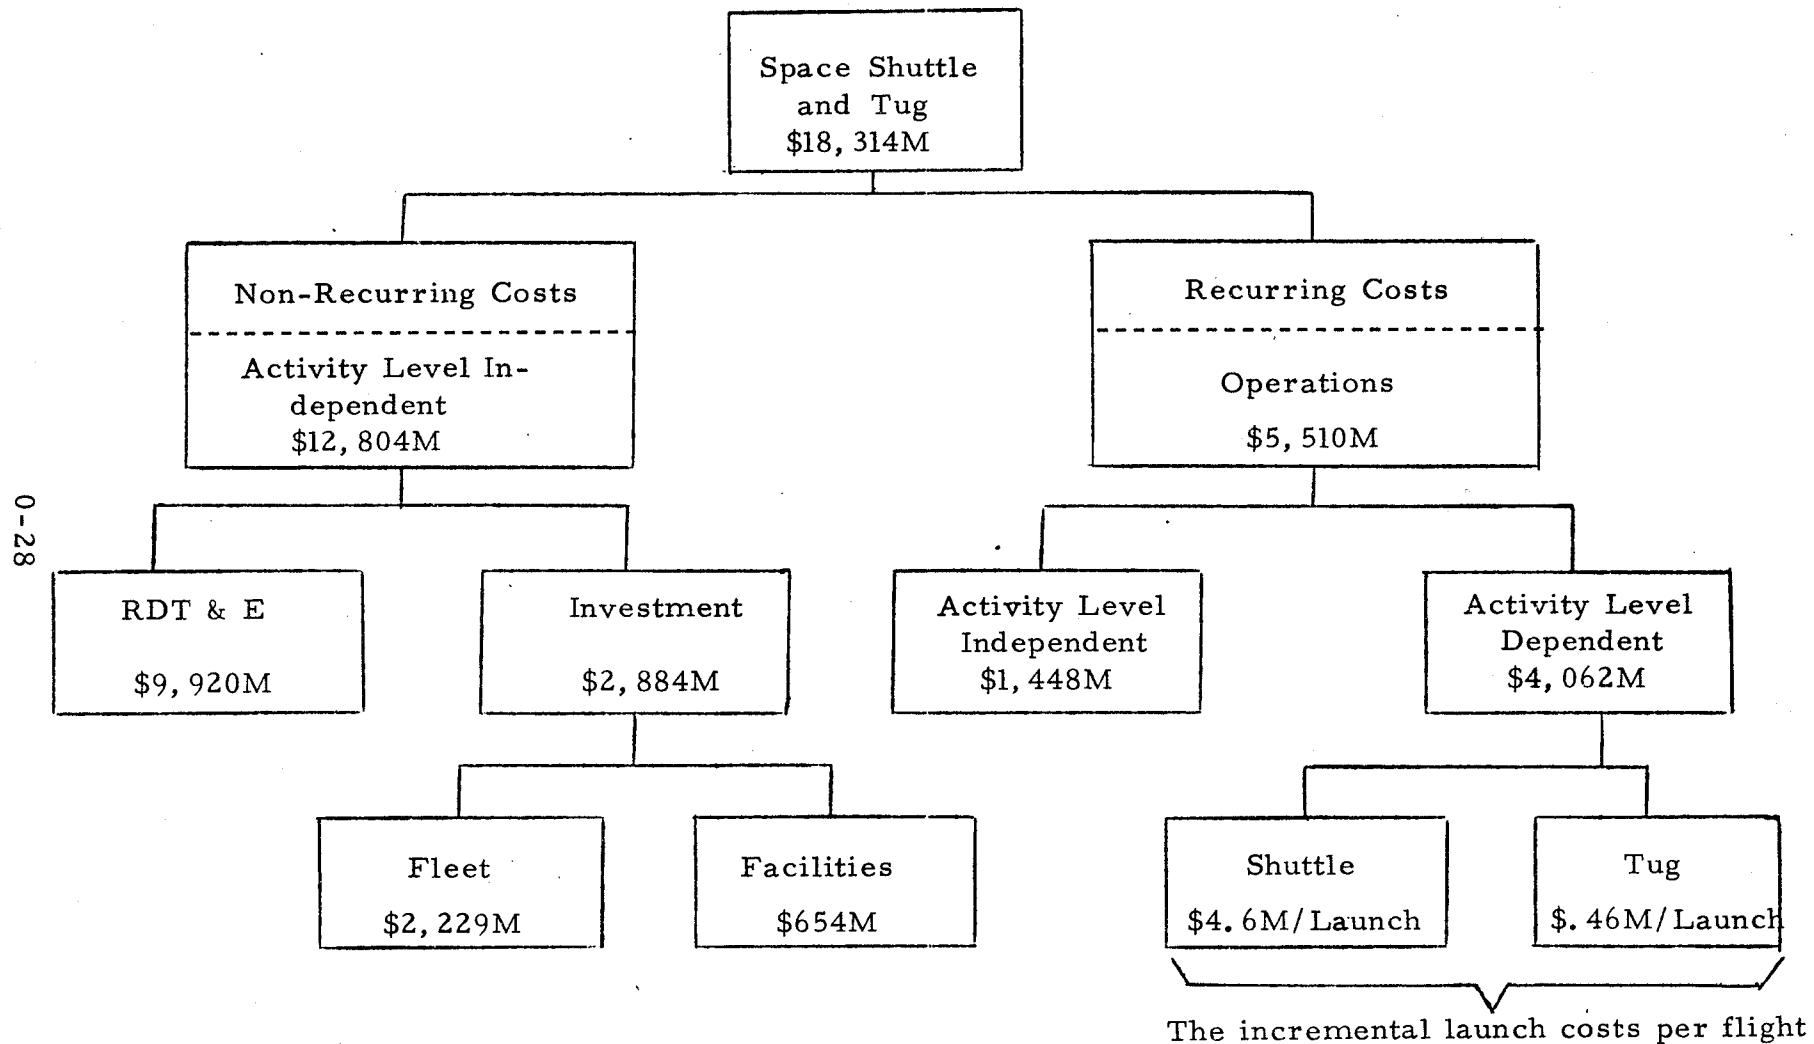 Space Shuttle
and Tug
$18, 314M
Non-Recurring Costs
Activity Level In-
dependent
$12, 804M
Recurring Costs
Operations
$5, 510M
0-28
RDT & E
$9, 920M
Investment
$2, 884M
Activity Level
Independent
$1, 448M
Activity Level
Dependent
$4, 062M
Fleet
$2, 229M
Facilities
$654M
Shuttle
$4. 6M/Launch
Tug
$. 46M/Launch
The incremental launch costs per flight